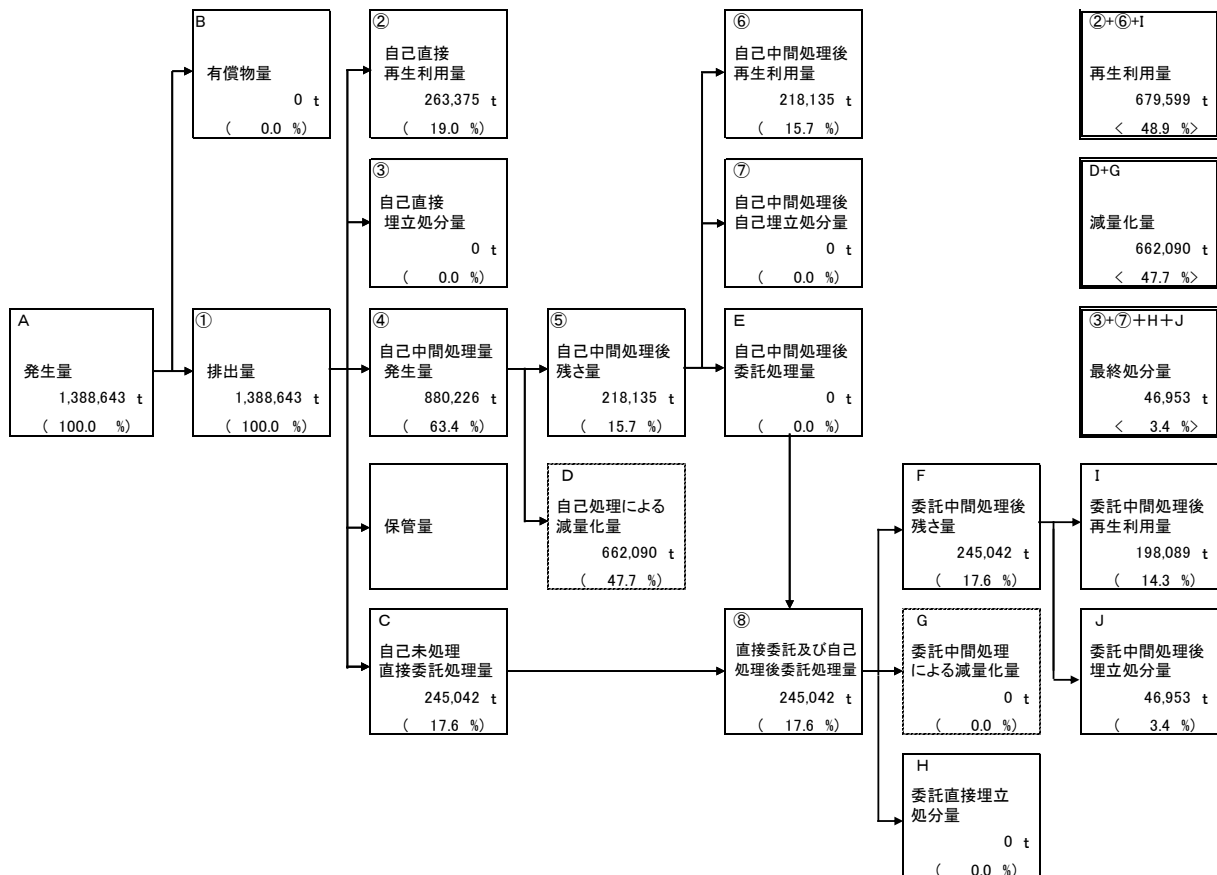 B
有償物量
0 t
( 0.0 %)
②
自己直接
再生利用量
263,375 t
( 19.0 %)
⑥
自己中間処理後
再生利用量
218,135 t
( 15.7 %)
②+⑥+I
再生利用量
679,599 t
< 48.9 %>
③
自己直接
埋立処分量
0 t
( 0.0 %)
⑦
自己中間処理後
自己埋立処分量
0 t
( 0.0 %)
D+G
減量化量
662,090 t
< 47.7 %>
A
発生量
1,388,643 t
( 100.0 %)
①
排出量
1,388,643 t
( 100.0 %)
④
自己中間処理量
発生量
880,226 t
( 63.4 %)
⑤
自己中間処理後
残さ量
218,135 t
( 15.7 %)
E
自己中間処理後
委託処理量
0 t
( 0.0 %)
③+⑦+H+J
最終処分量
46,953 t
< 3.4 %>
保管量
D
自己処理による
減量化量
662,090 t
( 47.7 %)
F
委託中間処理後
残さ量
245,042 t
( 17.6 %)
I
委託中間処理後
再生利用量
198,089 t
( 14.3 %)
C
自己未処理
直接委託処理量
245,042 t
( 17.6 %)
⑧
直接委託及び自己
処理後委託処理量
245,042 t
( 17.6 %)
G
委託中間処理
による減量化量
0 t
( 0.0 %)
J
委託中間処理後
埋立処分量
46,953 t
( 3.4 %)
H
委託直接埋立
処分量
0 t
( 0.0 %)